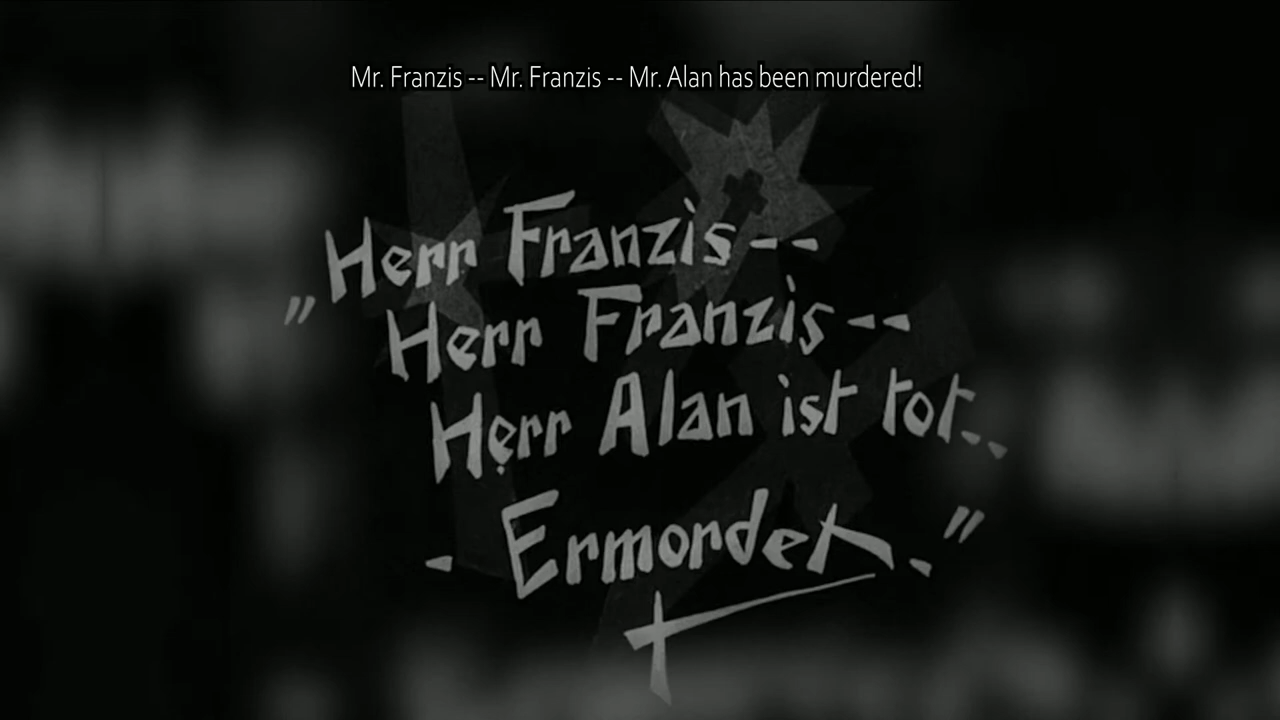 Mr. Franzis -- Mr. Franzis -- Mr. Alan has been murdered!
„Herr Franzis--
Herr Franzis--
Herr Alan ist tot..
- Ermordet."